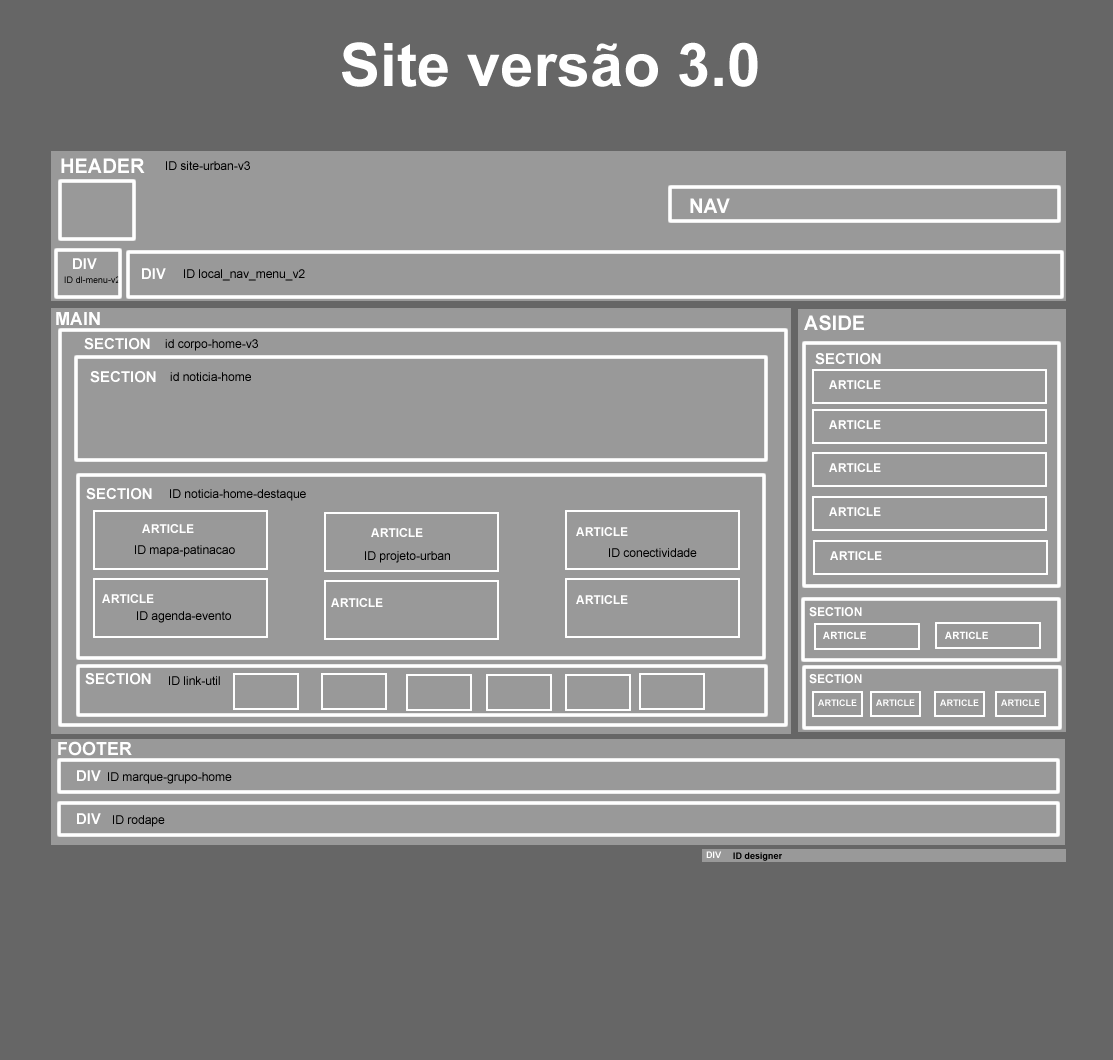 Site versão 3.0
HEADER ID site-urban-v3
NAV
DIV
ID dl-menu-v2
DIV ID local_nav_menu_v2
MAIN
SECTION id corpo-home-v3
SECTION id noticia-home
SECTION ID noticia-home-destaque
ARTICLE
ID mapa-patinacao
ARTICLE
ID projeto-urban
ARTICLE
ID conectividade
ARTICLE
ID agenda-evento
ARTICLE
ARTICLE
SECTION ID link-util
ASIDE
SECTION
ARTICLE
ARTICLE
ARTICLE
ARTICLE
ARTICLE
SECTION
ARTICLE ARTICLE
SECTION
ARTICLE ARTICLE ARTICLE ARTICLE
FOOTER
DIV ID marque-grupo-home
DIV ID rodape
DIV ID designer